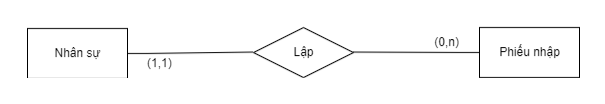 Nhân sự
(1,1)
Lập
(0,n)
Phiếu nhập